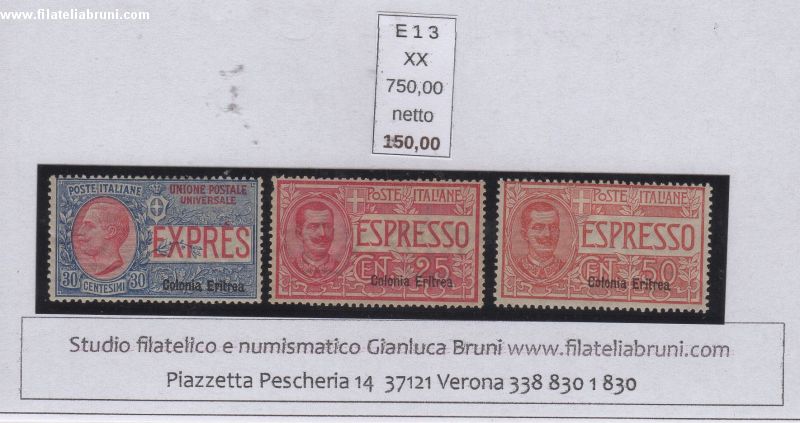 www.filateliabruni.com
E 1 3
XX
750,00
netto
150,00
POSTE ITALIANE
UNIONE POSTALE
UNIVERSALE
EXPRÈS
30 30
CENTESIMI
Colonia Eritrea
POSTE ITALIANE
ESPRESSO
CENT. 25
Colonia Eritrea
POSTE ITALIANE
ESPRESSO
CENT. 50
Colonia Eritrea
Studio filatelico e numismatico Gianluca Bruni www.filateliabruni.com
Piazzetta Pescheria 14 37121 Verona 338 830 1 830